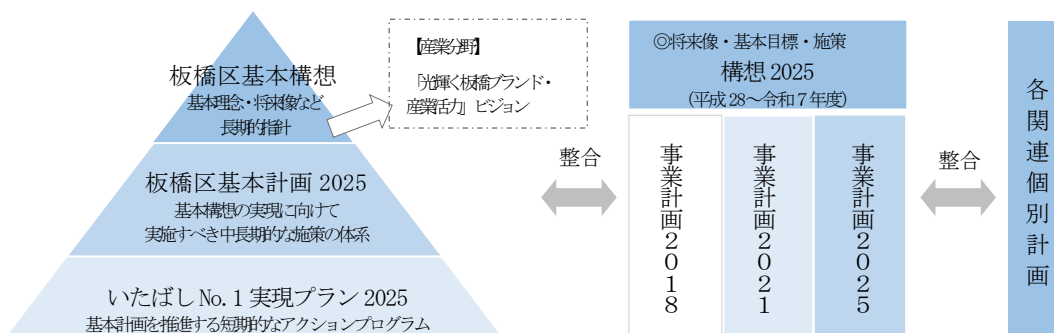 板橋区基本構想
基本理念・将来像など
長期的指針
板橋区基本計画 2025
基本構想の実現に向けて
実施すべき中長期的な施策の体系
いたばし No.1 実現プラン 2025
基本計画を推進する短期的なアクションプログラム
【産業分野】
「光輝く板橋ブランド・
産業活力」ビジョン
整合
◎将来像・基本目標・施策
構想 2025
(平成 28~令和 7 年度)
事業計画2018
事業計画2021
事業計画2025
整合
各関連個別計画